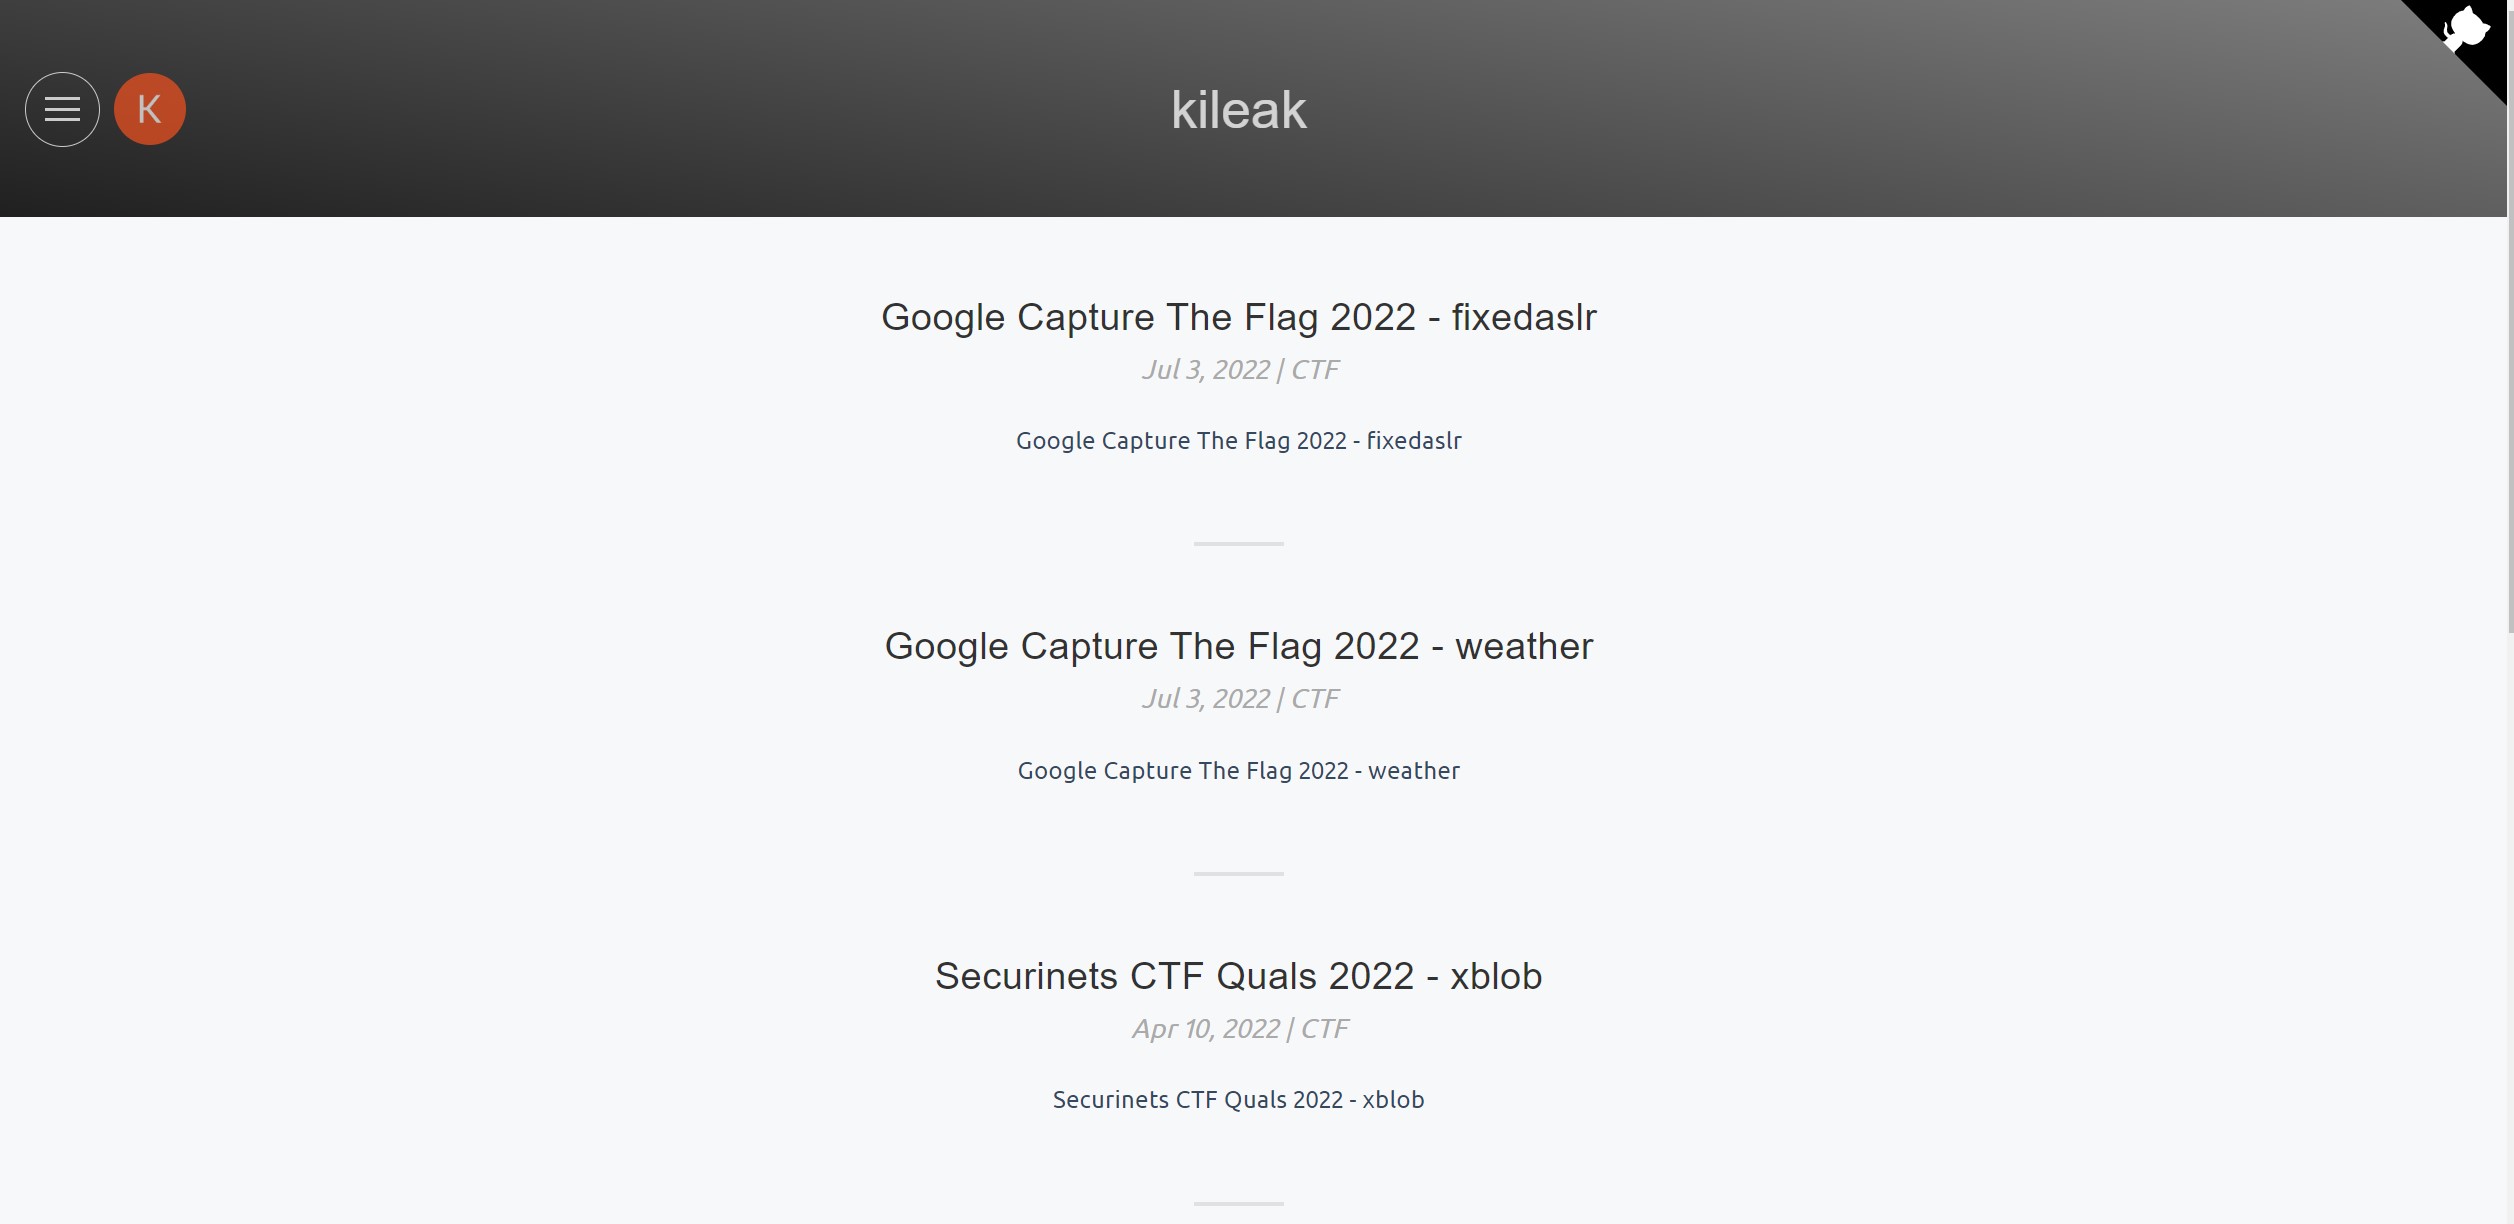 K
kileak
Google Capture The Flag 2022 - fixedaslr
Jul 3, 2022 | CTF
Google Capture The Flag 2022 - fixedaslr
Google Capture The Flag 2022 - weather
Jul 3, 2022 | CTF
Google Capture The Flag 2022 - weather
Securinets CTF Quals 2022 - xblob
Apr 10, 2022 | CTF
Securinets CTF Quals 2022 - xblob